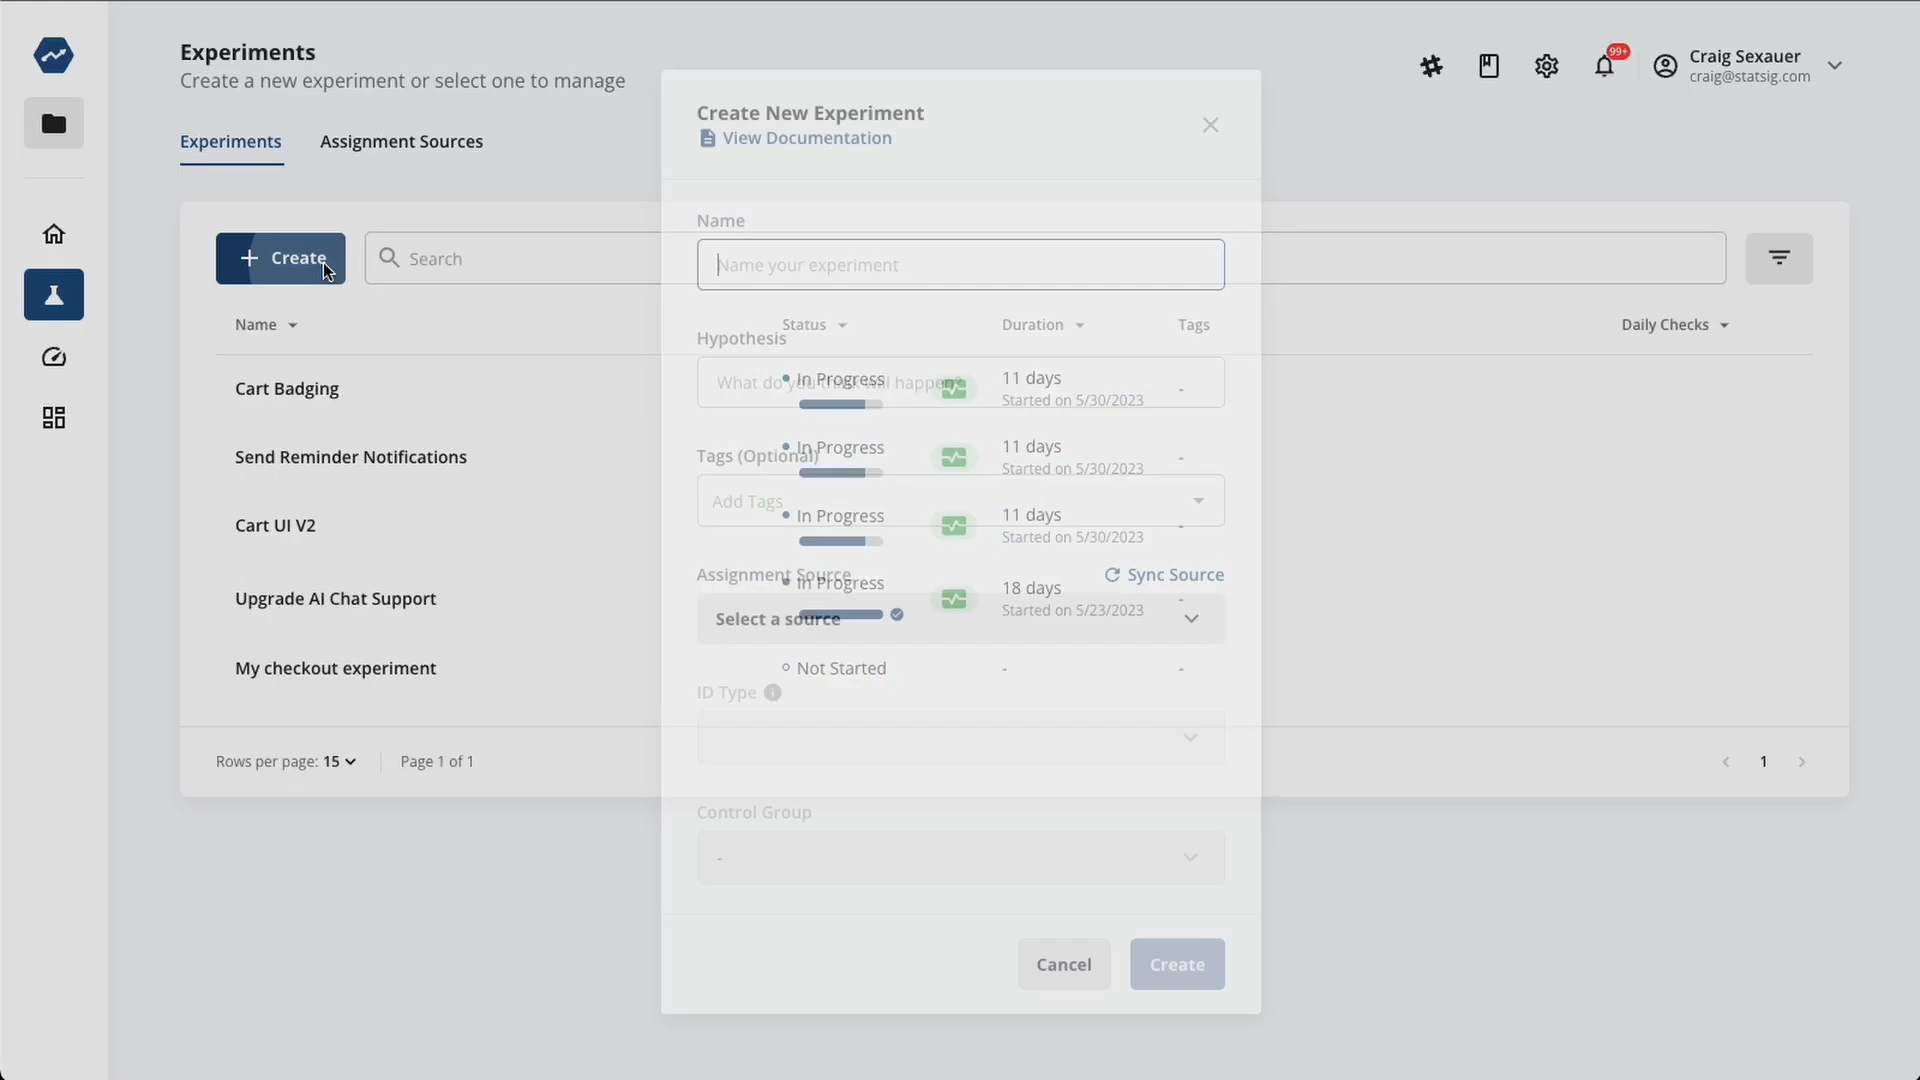 Experiments
Create a new experiment or select one to manage
99+
Craig Sexauer
craig@statsig.com
Experiments
Assignment Sources
Create
Search
Name
Status
Duration
Tags
Daily Checks
Cart Badging
In Progress
11 days
Started on 5/30/2023
-
Send Reminder Notifications
In Progress
11 days
Started on 5/30/2023
-
Cart UI V2
In Progress
11 days
Started on 5/30/2023
-
Upgrade AI Chat Support
In Progress
18 days
Started on 5/23/2023
-
My checkout experiment
Not Started
-
-
Rows per page: 15
Page 1 of 1
1
Create New Experiment
View Documentation
Name
Name your experiment
Hypothesis
What do you think will happen?
Tags (Optional)
Add Tags
Assignment Source
Sync Source
Select a source
ID Type
Control Group
-
Cancel
Create